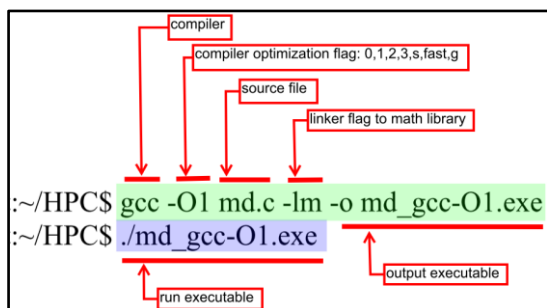 compiler
compiler optimization flag: 0,1,2,3,s,fast,g
source file
linker flag to math library
:~/HPC$ gcc -O1 md.c -lm -o md_gcc-O1.exe
:~/HPC$ ./md_gcc-O1.exe
output executable
run executable